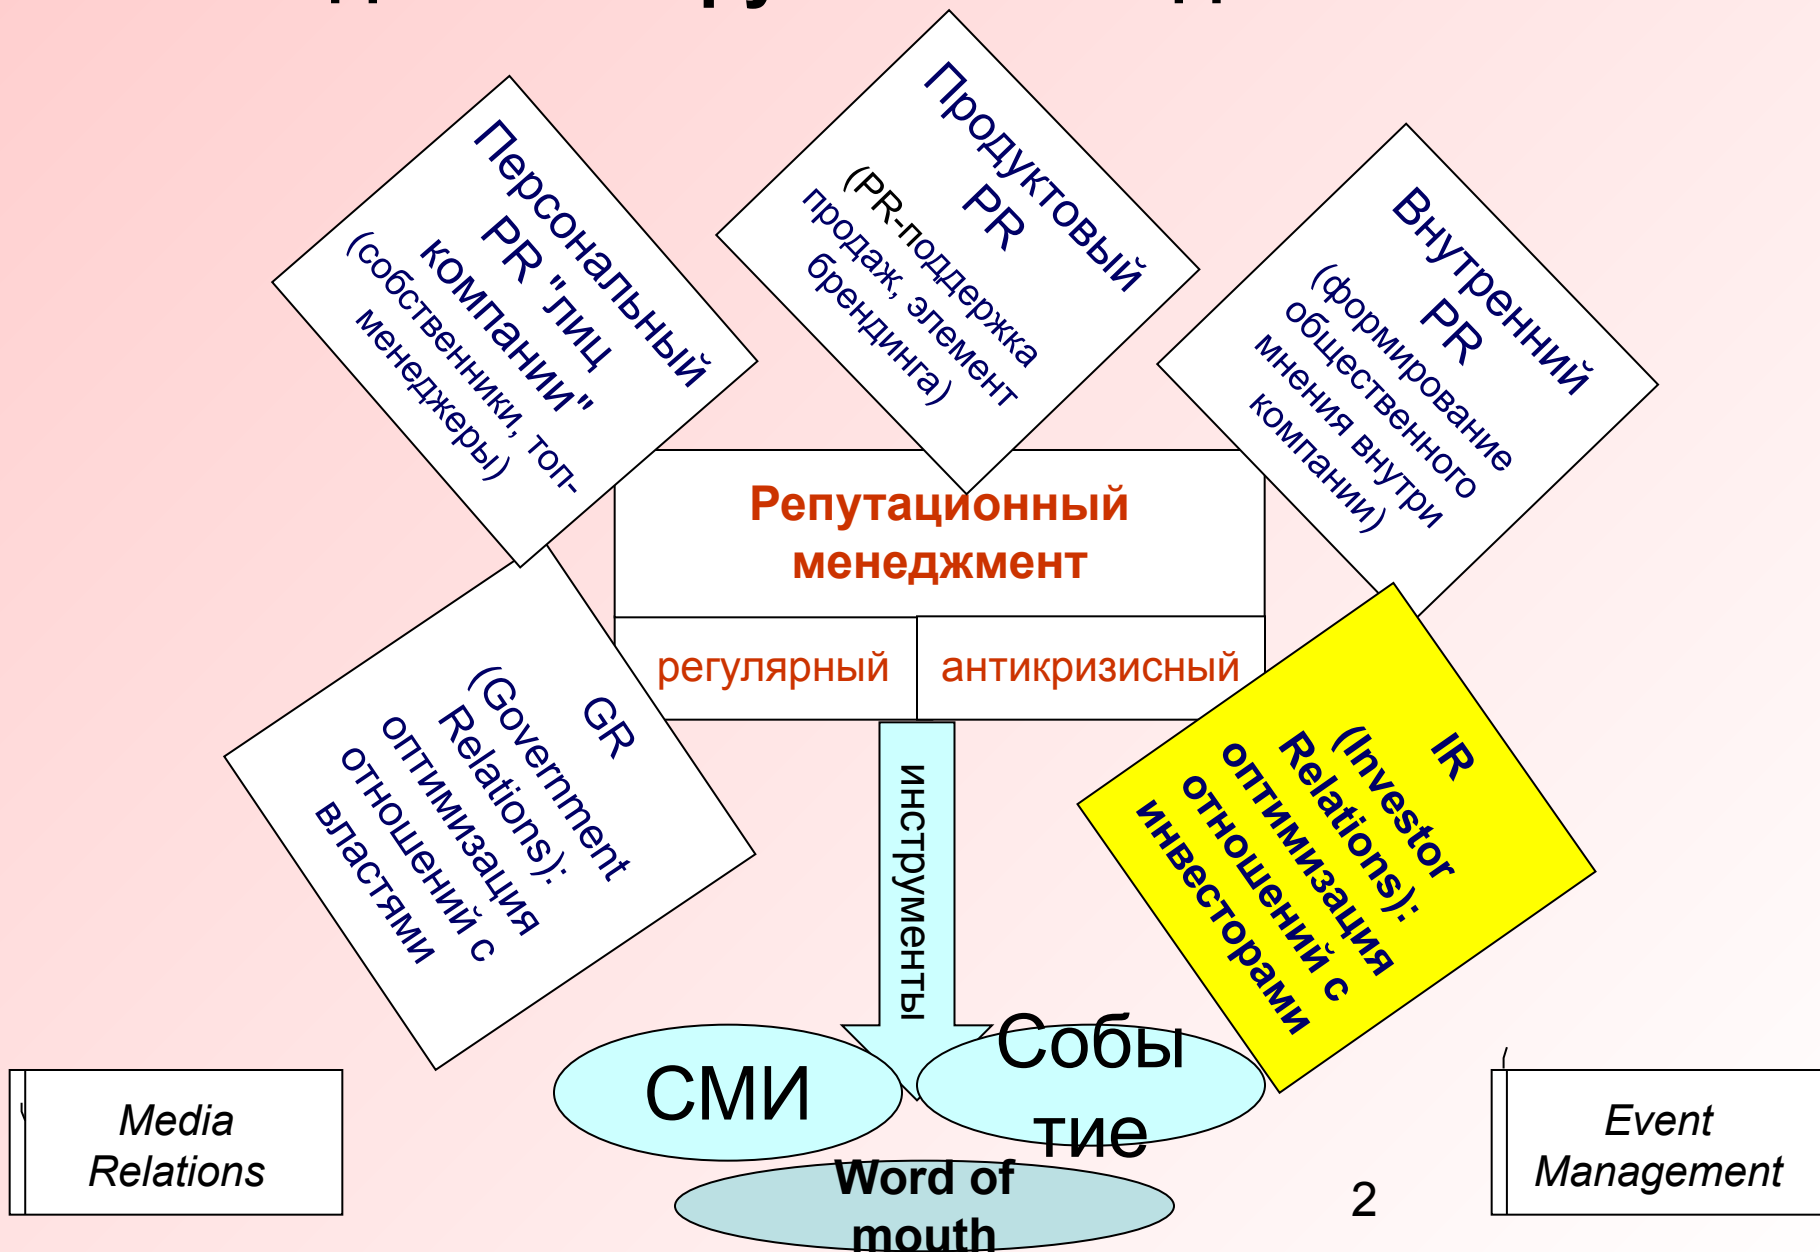 Персональный
PR "лиц
компании"
(собственники, топ-
менеджеры)
Продуктовый
PR
(PR-поддержка
продаж, элемент
брендинга)
Внутренний
PR
(формирование
общественного
мнения внутри
компании)
Репутационный
менеджмент
регулярный
антикризисный
GR
(Government
Relations):
оптимизация
отношений с
властями
IR
(Investor
Relations):
оптимизация
отношений с
инвесторами
инструменты
СМИ
Собы
тие
Word of
mouth
Media
Relations
Event
Management
2